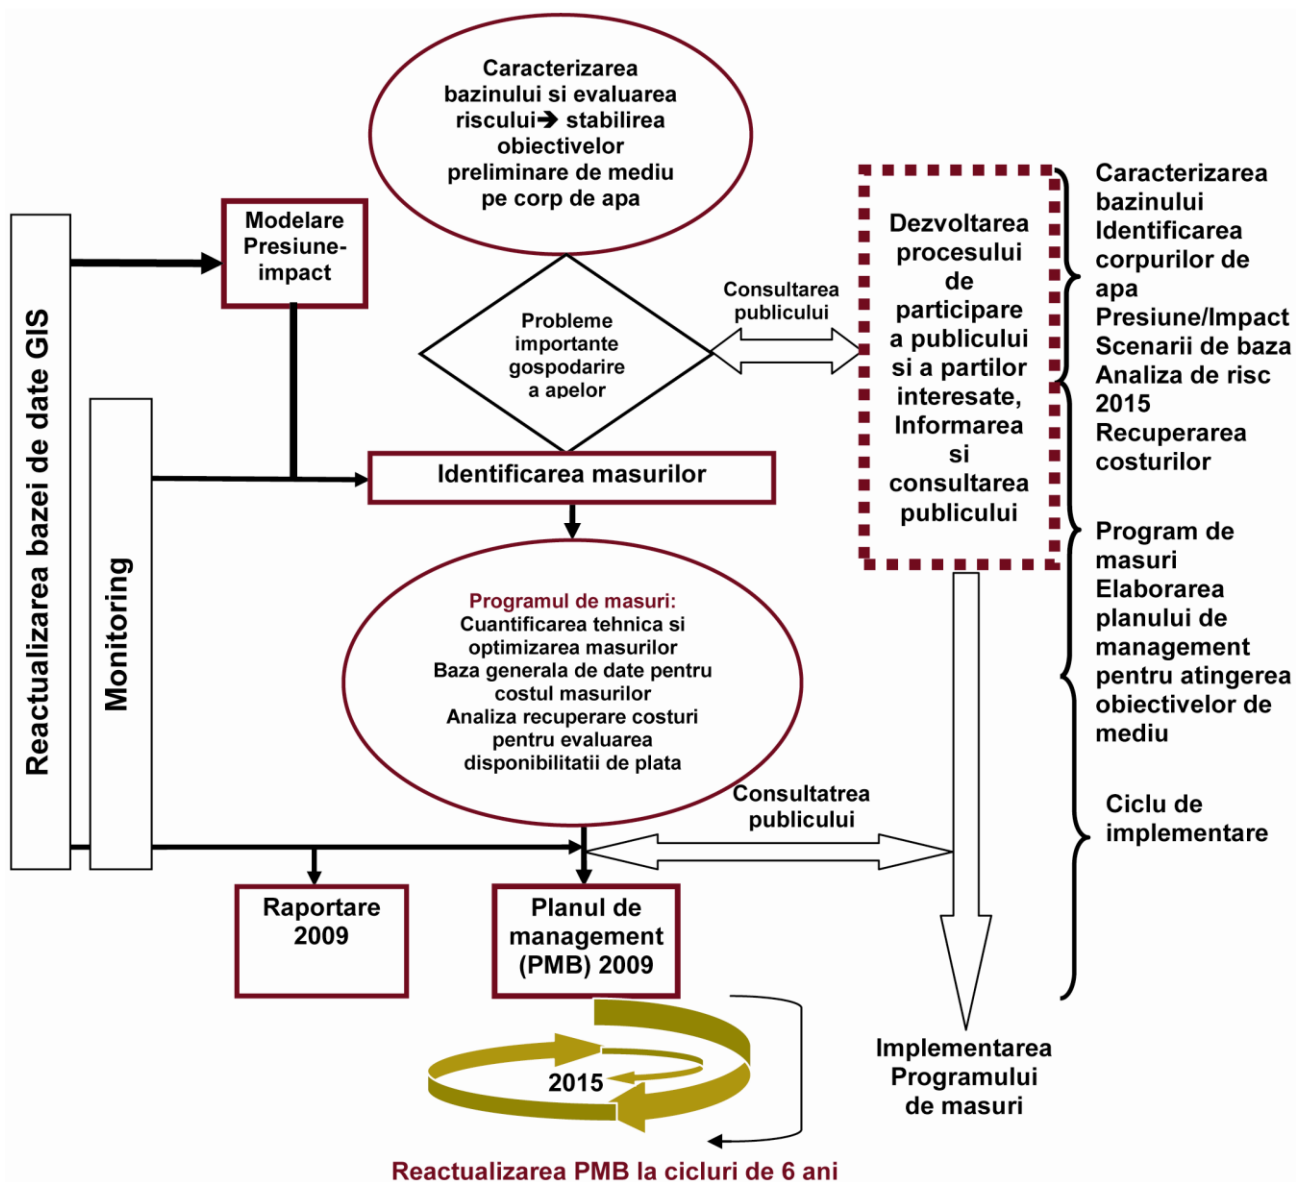 Caracterizarea
bazinului si evaluarea
riscului➔ stabilirea
obiectivelor
preliminare de mediu
pe corp de apa
Modelare
Presiune-
impact
Reactualizarea bazei de date GIS
Monitoring
Probleme
importante
gospodarire
a apelor
Consultarea
publicului
Dezvoltarea
procesului
de
participare
a publicului
si a partilor
interesate,
Informarea
si
consultarea
publicului
Caracterizarea
bazinului
Identificarea
corpurilor de
apa
Presiune/Impact
Scenarii de baza
Analiza de risc
2015
Recuperarea
costurilor
Identificarea masurilor
Program de
masuri
Elaborarea
planului de
management
pentru atingerea
obiectivelor de
mediu
Programul de masuri:
Cuantificarea tehnica si
optimizarea masurilor
Baza generala de date pentru
costul masurilor
Analiza recuperare costuri
pentru evaluarea
disponibilitatii de plata
Consultatrea
publicului
Ciclu de
implementare
Raportare
2009
Planul de
management
(PMB) 2009
2015
Implementarea
Programului
de masuri
Reactualizarea PMB la cicluri de 6 ani